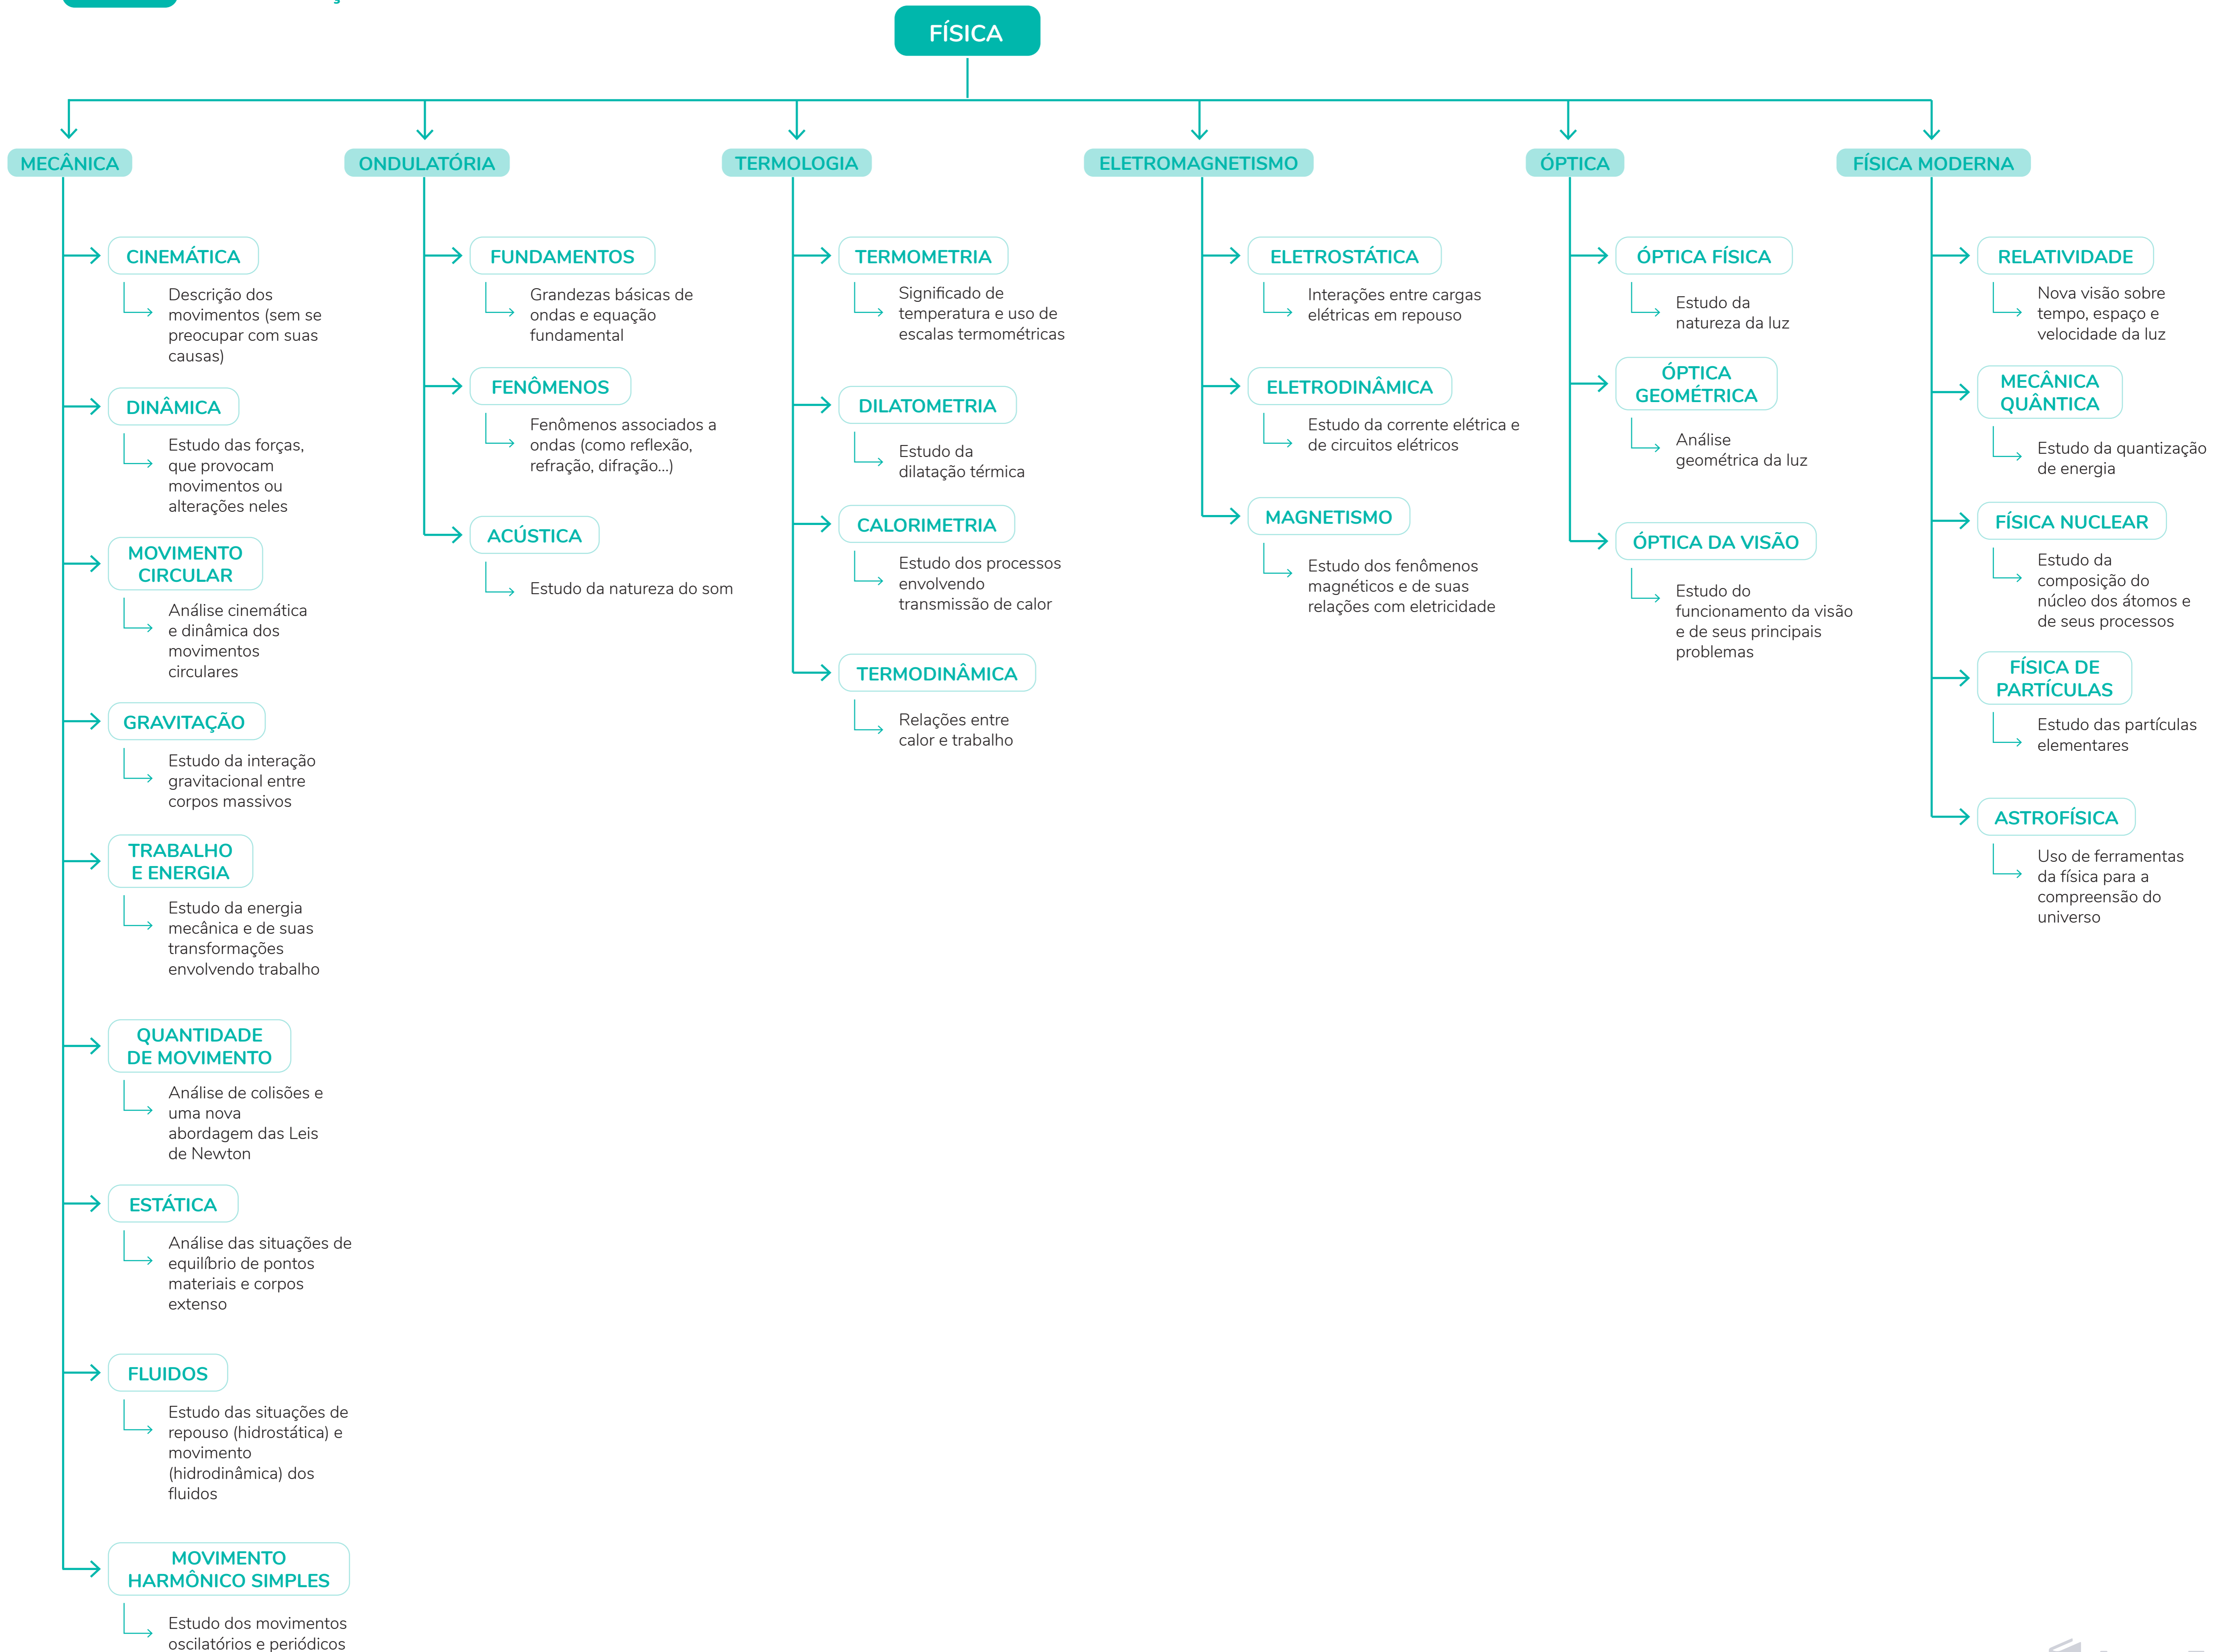 FÍSICA
MECÂNICA
CINEMÁTICA
Descrição dos
movimentos (sem se
preocupar com suas
causas)
DINÂMICA
Estudo das forças,
que provocam
movimentos ou
alterações neles
MOVIMENTO
CIRCULAR
Análise cinemática
e dinâmica dos
movimentos
circulares
GRAVITAÇÃO
Estudo da interação
gravitacional entre
corpos massivos
TRABALHO
E ENERGIA
Estudo da energia
mecânica e de suas
transformações
envolvendo trabalho
QUANTIDADE
DE MOVIMENTO
Análise de colisões e
uma nova
abordagem das Leis
de Newton
ESTÁTICA
Análise das situações de
equilíbrio de pontos
materiais e corpos
extenso
FLUIDOS
Estudo das situações de
repouso (hidrostática) e
movimento
(hidrodinâmica) dos
fluidos
MOVIMENTO
HARMÔNICO SIMPLES
Estudo dos movimentos
oscilatórios e periódicos
ONDULATÓRIA
FUNDAMENTOS
Grandezas básicas de
ondas e equação
fundamental
FENÔMENOS
Fenômenos associados a
ondas (como reflexão,
refração, difração...)
ACÚSTICA
Estudo da natureza do som
TERMOLOGIA
TERMOMETRIA
Significado de
temperatura e uso de
escalas termométricas
DILATOMETRIA
Estudo da
dilatação térmica
CALORIMETRIA
Estudo dos processos
envolvendo
transmissão de calor
TERMODINÂMICA
Relações entre
calor e trabalho
ELETROMAGNETISMO
ELETROSTÁTICA
Interações entre cargas
elétricas em repouso
ELETRODINÂMICA
Estudo da corrente elétrica e
de circuitos elétricos
MAGNETISMO
Estudo dos fenômenos
magnéticos e de suas
relações com eletricidade
ÓPTICA
ÓPTICA FÍSICA
Estudo da
natureza da luz
ÓPTICA
GEOMÉTRICA
Análise
geométrica da luz
ÓPTICA DA VISÃO
Estudo do
funcionamento da visão
e de seus principais
problemas
FÍSICA MODERNA
RELATIVIDADE
Nova visão sobre
tempo, espaço e
velocidade da luz
MECÂNICA
QUÂNTICA
Estudo da quantização
de energia
FÍSICA NUCLEAR
Estudo da
composição do
núcleo dos átomos e
de seus processos
FÍSICA DE
PARTÍCULAS
Estudo das partículas
elementares
ASTROFÍSICA
Uso de ferramentas
da física para a
compreensão do
universo